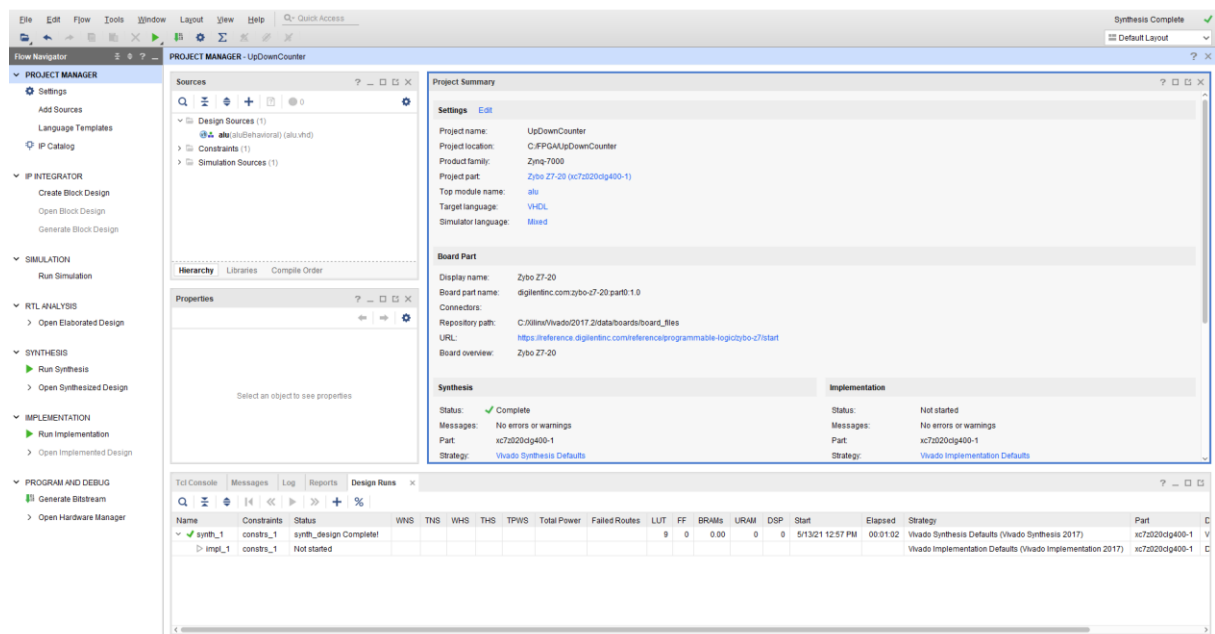 File Edit Flow Tools Window Layout View Help Quick Access Synthesis Complete
Default Layout
Flow Navigator
PROJECT MANAGER
Settings
Add Sources
Language Templates
IP Catalog
IP INTEGRATOR
Create Block Design
Open Block Design
Generate Block Design
SIMULATION
Run Simulation
RTL ANALYSIS
Open Elaborated Design
SYNTHESIS
Run Synthesis
Open Synthesized Design
IMPLEMENTATION
Run Implementation
Open Implemented Design
PROGRAM AND DEBUG
Generate Bitstream
Open Hardware Manager
PROJECT MANAGER - UpDownCounter
Sources
0
Design Sources (1)
alu(aluBehavioral) (alu.vhd)
Constraints (1)
Simulation Sources (1)
Hierarchy Libraries Compile Order
Properties
Select an object to see properties
Project Summary
Settings Edit
Project name: UpDownCounter
Project location: C:/FPGA/UpDownCounter
Product family: Zynq-7000
Project part: Zybo Z7-20 (xc7z020clg400-1)
Top module name: alu
Target language: VHDL
Simulator language: Mixed
Board Part
Display name: Zybo Z7-20
Board part name: digilentinc.com:zybo-z7-20:part0:1.0
Connectors:
Repository path: C:/Xilinx/Vivado/2017.2/data/boards/board_files
URL: https://reference.digilentinc.com/reference/programmable-logic/zybo-z7/start
Board overview: Zybo Z7-20
Synthesis
Status: Complete
Messages: No errors or warnings
Part: xc7z020clg400-1
Strategy: Vivado Synthesis Defaults
Implementation
Status: Not started
Messages: No errors or warnings
Part: xc7z020clg400-1
Strategy: Vivado Implementation Defaults
Tcl Console Messages Log Reports Design Runs
Name Constraints Status WNS TNS WHS THS TPWS Total Power Failed Routes LUT FF BRAMs URAM DSP Start Elapsed Strategy Part
synth_1 constrs_1 synth_design Complete! 9 0 0.00 0 0 5/13/21 12:57 PM 00:01:02 Vivado Synthesis Defaults (Vivado Synthesis 2017) xc7z020clg400-1 V
impl_1 constrs_1 Not started Vivado Implementation Defaults (Vivado Implementation 2017) xc7z020clg400-1